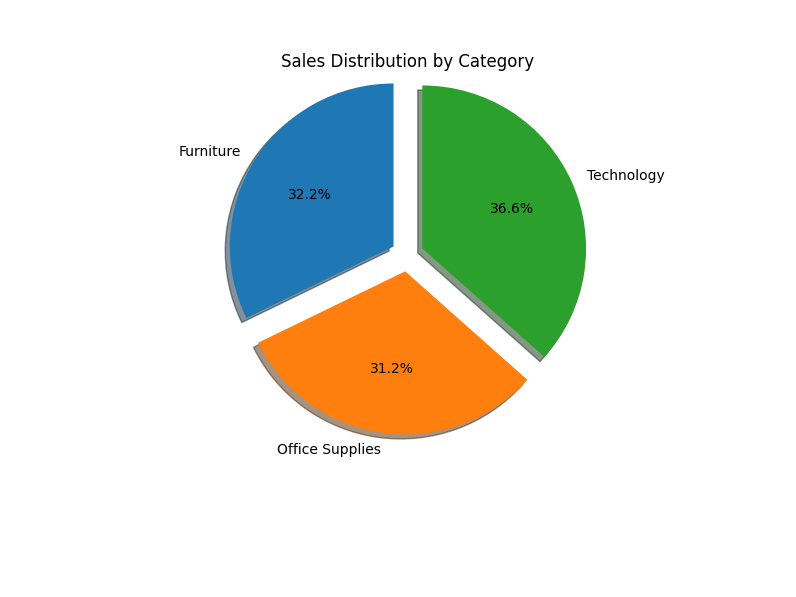 Sales Distribution by Category
Furniture
32.2%
Technology
36.6%
31.2%
Office Supplies